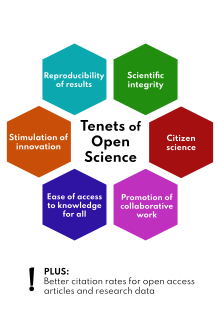 Reproducibility
of results
Scientific
integrity
Stimulation of
innovation
Tenets of
Open
Science
Citizen
science
Ease of access
to knowledge
for all
Promotion of
collaborative
work
! PLUS:
Better citation rates for open access
articles and research data